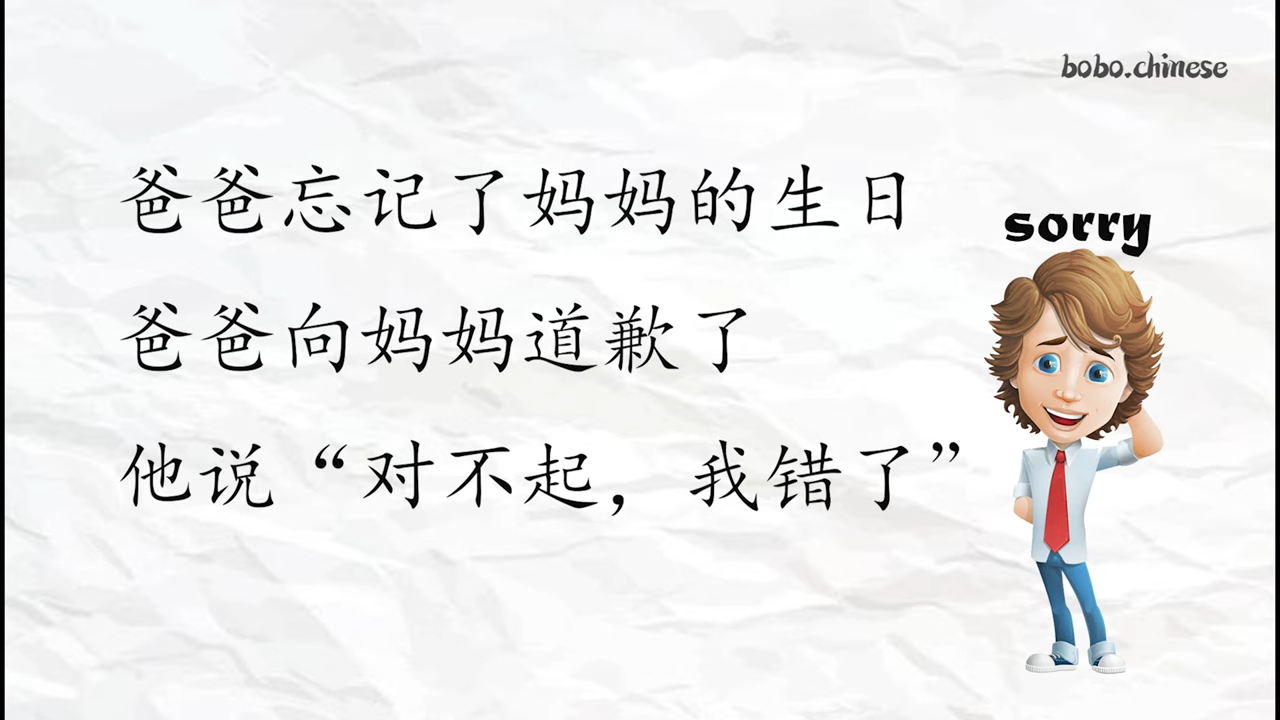 bobo.chinese
爸爸忘记了妈妈的生日
sorry
爸爸向妈妈道歉了
他说“对不起，我错了”